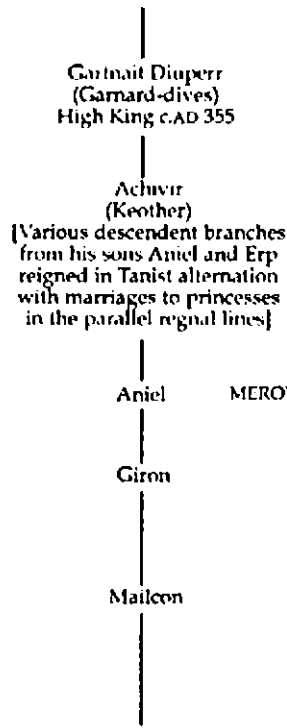 Gartnait Diuperr
(Garnard-dives)
High King c.AD 355
Achivir
(Keother)
[Various descendent branches
from his sons Aniel and Erp
reigned in Tanist alternation
with marriages to princesses
in the parallel regnal lines]
Aniel
MEROV
Giron
Mailcon